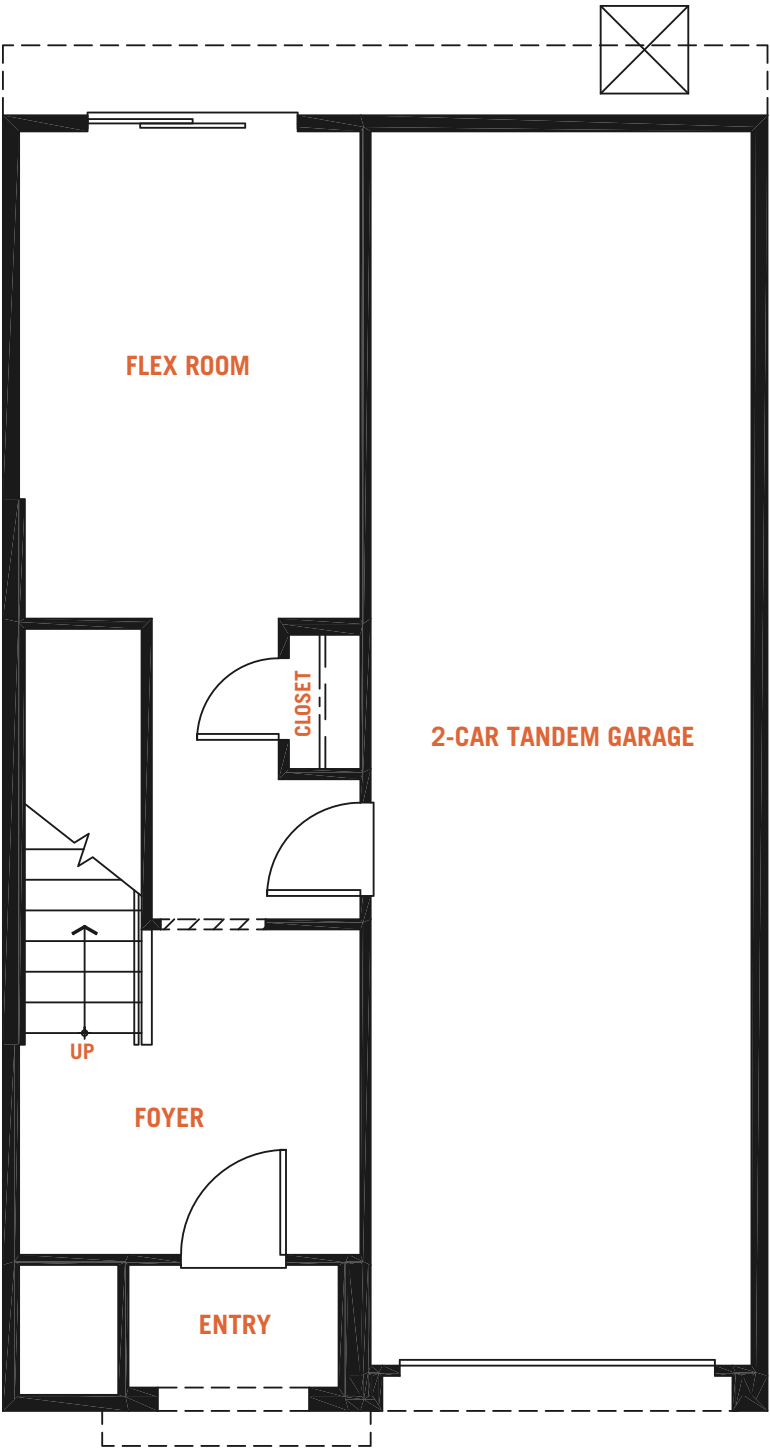 FLEX ROOM
CLOSET
2-CAR TANDEM GARAGE
UP
FOYER
ENTRY